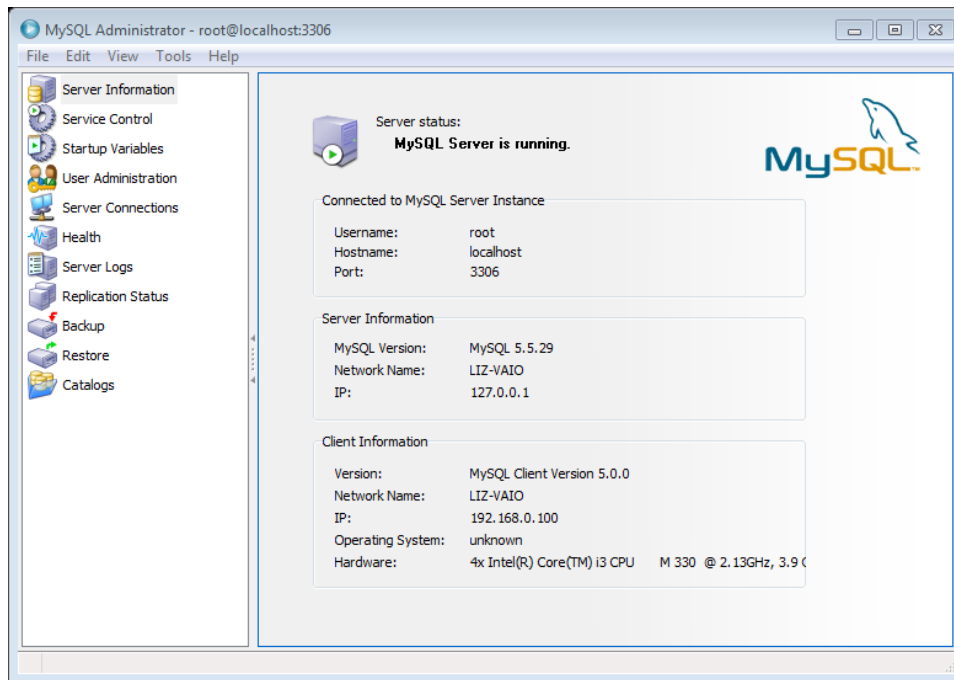 MySQL Administrator - root@localhost:3306
File Edit View Tools Help
Server Information
Service Control
Startup Variables
User Administration
Server Connections
Health
Server Logs
Replication Status
Backup
Restore
Catalogs
Server status:
MySQL Server is running.
MySQL™
Connected to MySQL Server Instance
Username: root
Hostname: localhost
Port: 3306
Server Information
MySQL Version: MySQL 5.5.29
Network Name: LIZ-VAIO
IP: 127.0.0.1
Client Information
Version: MySQL Client Version 5.0.0
Network Name: LIZ-VAIO
IP: 192.168.0.100
Operating System: unknown
Hardware: 4x Intel(R) Core(TM) i3 CPU M 330 @ 2.13GHz, 3.9